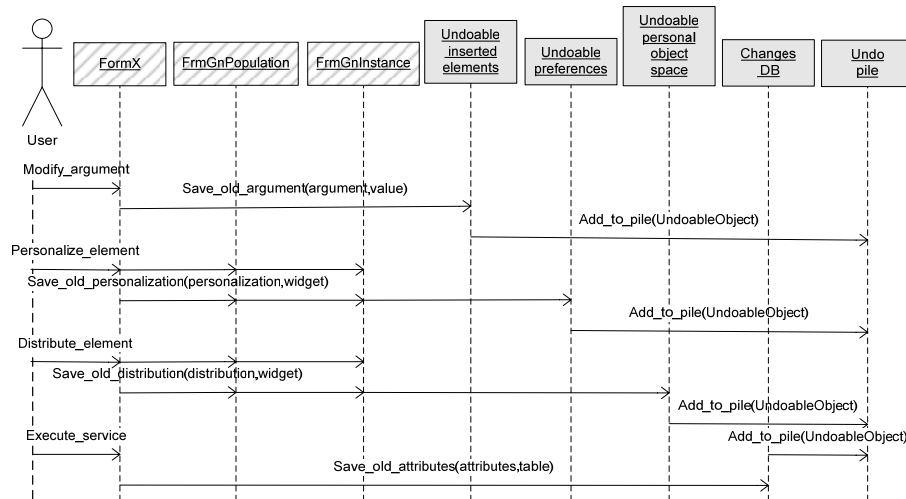 FormX
FrmGnPopulation
FrmGnInstance
Undoable
inserted
elements
Undoable
preferences
Undoable
personal
object
space
Changes
DB
Undo
pile
User
Modify_argument
Save_old_argument(argument,value)
Add_to_pile(UndoableObject)
Personalize_element
Save_old_personalization(personalization,widget)
Add_to_pile(UndoableObject)
Distribute_element
Save_old_distribution(distribution,widget)
Add_to_pile(UndoableObject)
Execute_service
Add_to_pile(UndoableObject)
Save_old_attributes(attributes,table)